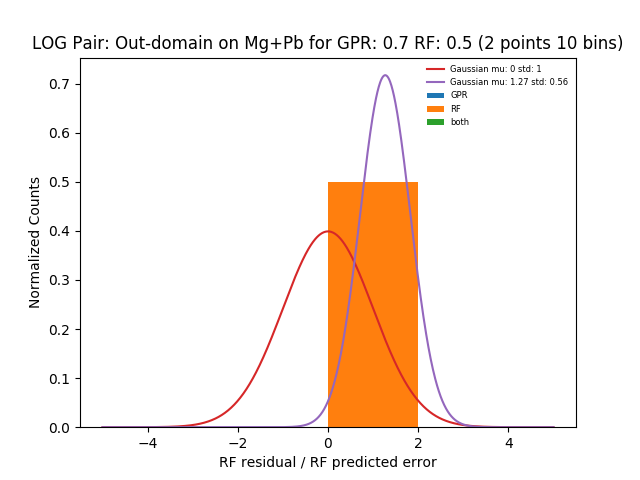 LOG Pair: Out-domain on Mg+Pb for GPR: 0.7 RF: 0.5 (2 points 10 bins)
Gaussian mu: 0 std: 1
Gaussian mu: 1.27 std: 0.56
GPR
RF
both
Normalized Counts
0.7
0.6
0.5
0.4
0.3
0.2
0.1
0.0
−4
−2
0
2
4
RF residual / RF predicted error